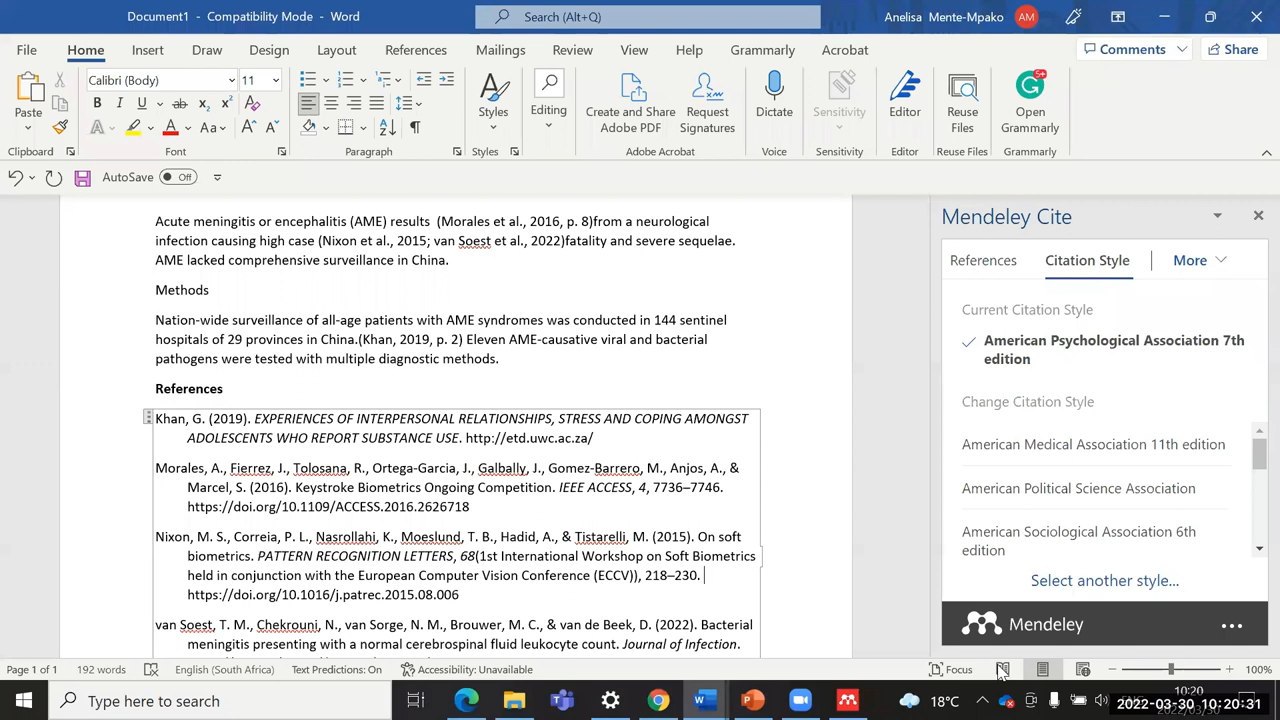 Document1 - Compatibility Mode - Word
Search (Alt+Q)
Anelisa Mente-Mpako AM
File Home Insert Draw Design Layout References Mailings Review View Help Grammarly Acrobat Comments Share
Calibri (Body) 11
Paste
Styles
Editing
Create and Share Adobe PDF
Request Signatures
Dictate
Sensitivity
Editor
Reuse Files
5+
Open Grammarly
Clipboard Font Paragraph Styles Adobe Acrobat Voice Sensitivity Editor Reuse Files Grammarly
AutoSave Off
Acute meningitis or encephalitis (AME) results (Morales et al., 2016, p. 8)from a neurological
infection causing high case (Nixon et al., 2015; van Soest et al., 2022)fatality and severe sequelae.
AME lacked comprehensive surveillance in China.
Methods
Nation-wide surveillance of all-age patients with AME syndromes was conducted in 144 sentinel
hospitals of 29 provinces in China.(Khan, 2019, p. 2) Eleven AME-causative viral and bacterial
pathogens were tested with multiple diagnostic methods.
References
Khan, G. (2019). EXPERIENCES OF INTERPERSONAL RELATIONSHIPS, STRESS AND COPING AMONGST
ADOLESCENTS WHO REPORT SUBSTANCE USE. http://etd.uwc.ac.za/
Morales, A., Fierrez, J., Tolosana, R., Ortega-Garcia, J., Galbally, J., Gomez-Barrero, M., Anjos, A., &
Marcel, S. (2016). Keystroke Biometrics Ongoing Competition. IEEE ACCESS, 4, 7736–7746.
https://doi.org/10.1109/ACCESS.2016.2626718
Nixon, M. S., Correia, P. L., Nasrollahi, K., Moeslund, T. B., Hadid, A., & Tistarelli, M. (2015). On soft
biometrics. PATTERN RECOGNITION LETTERS, 68(1st International Workshop on Soft Biometrics
held in conjunction with the European Computer Vision Conference (ECCV)), 218–230.
https://doi.org/10.1016/j.patrec.2015.08.006
van Soest, T. M., Chekrouni, N., van Sorge, N. M., Brouwer, M. C., & van de Beek, D. (2022). Bacterial
meningitis presenting with a normal cerebrospinal fluid leukocyte count. Journal of Infection.
Mendeley Cite
References Citation Style More
Current Citation Style
American Psychological Association 7th
edition
Change Citation Style
American Medical Association 11th edition
American Political Science Association
American Sociological Association 6th
edition
Select another style...
Mendeley
Page 1 of 1 192 words English (South Africa) Text Predictions: On Accessibility: Unavailable Focus 100%
Type here to search
18°C
10:20
2022-03-30 10:20:31